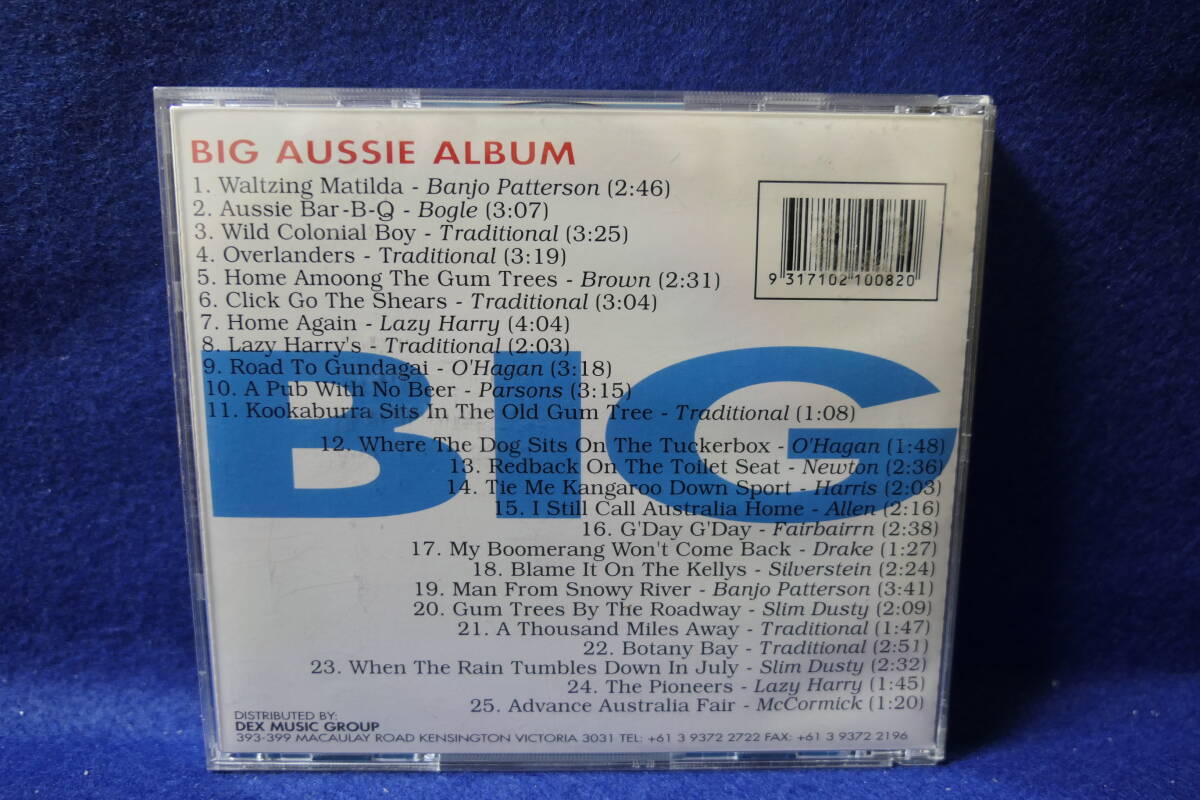 BIG AUSSIE ALBUM
1. Waltzing Matilda - Banjo Patterson (2:46)
2. Aussie Bar-B-Q - Bogle (3:07)
3. Wild Colonial Boy - Traditional (3:25)
4. Overlanders - Traditional (3:19)
5. Home Amoong The Gum Trees - Brown (2:31)
6. Click Go The Shears - Traditional (3:04)
7. Home Again - Lazy Harry (4:04)
8. Lazy Harry's - Traditional (2:03)
9. Road To Gundagai - O'Hagan (3:18)
10. A Pub With No Beer - Parsons (3:15)
11. Kookaburra Sits In The Old Gum Tree - Traditional (1:08)
12. Where The Dog Sits On The Tuckerbox - O'Hagan (1:48)
13. Redback On The Toilet Seat - Newton (2:36)
14. Tie Me Kangaroo Down Sport - Harris (2:03)
15. I Still Call Australia Home - Allen (2:16)
16. G'Day G'Day - Fairbairrn (2:38)
17. My Boomerang Won't Come Back - Drake (1:27)
18. Blame It On The Kellys - Silverstein (2:24)
19. Man From Snowy River - Banjo Patterson (3:41)
20. Gum Trees By The Roadway - Slim Dusty (2:09)
21. A Thousand Miles Away - Traditional (1:47)
22. Botany Bay - Traditional (2:51)
23. When The Rain Tumbles Down In July - Slim Dusty (2:32)
24. The Pioneers - Lazy Harry (1:45)
25. Advance Australia Fair - McCormick (1:20)
BIG
9 317102 100820
DISTRIBUTED BY:
DEX MUSIC GROUP
393-399 MACAULAY ROAD KENSINGTON VICTORIA 3031 TEL: +61 3 9372 2722 FAX: +61 3 9372 2196